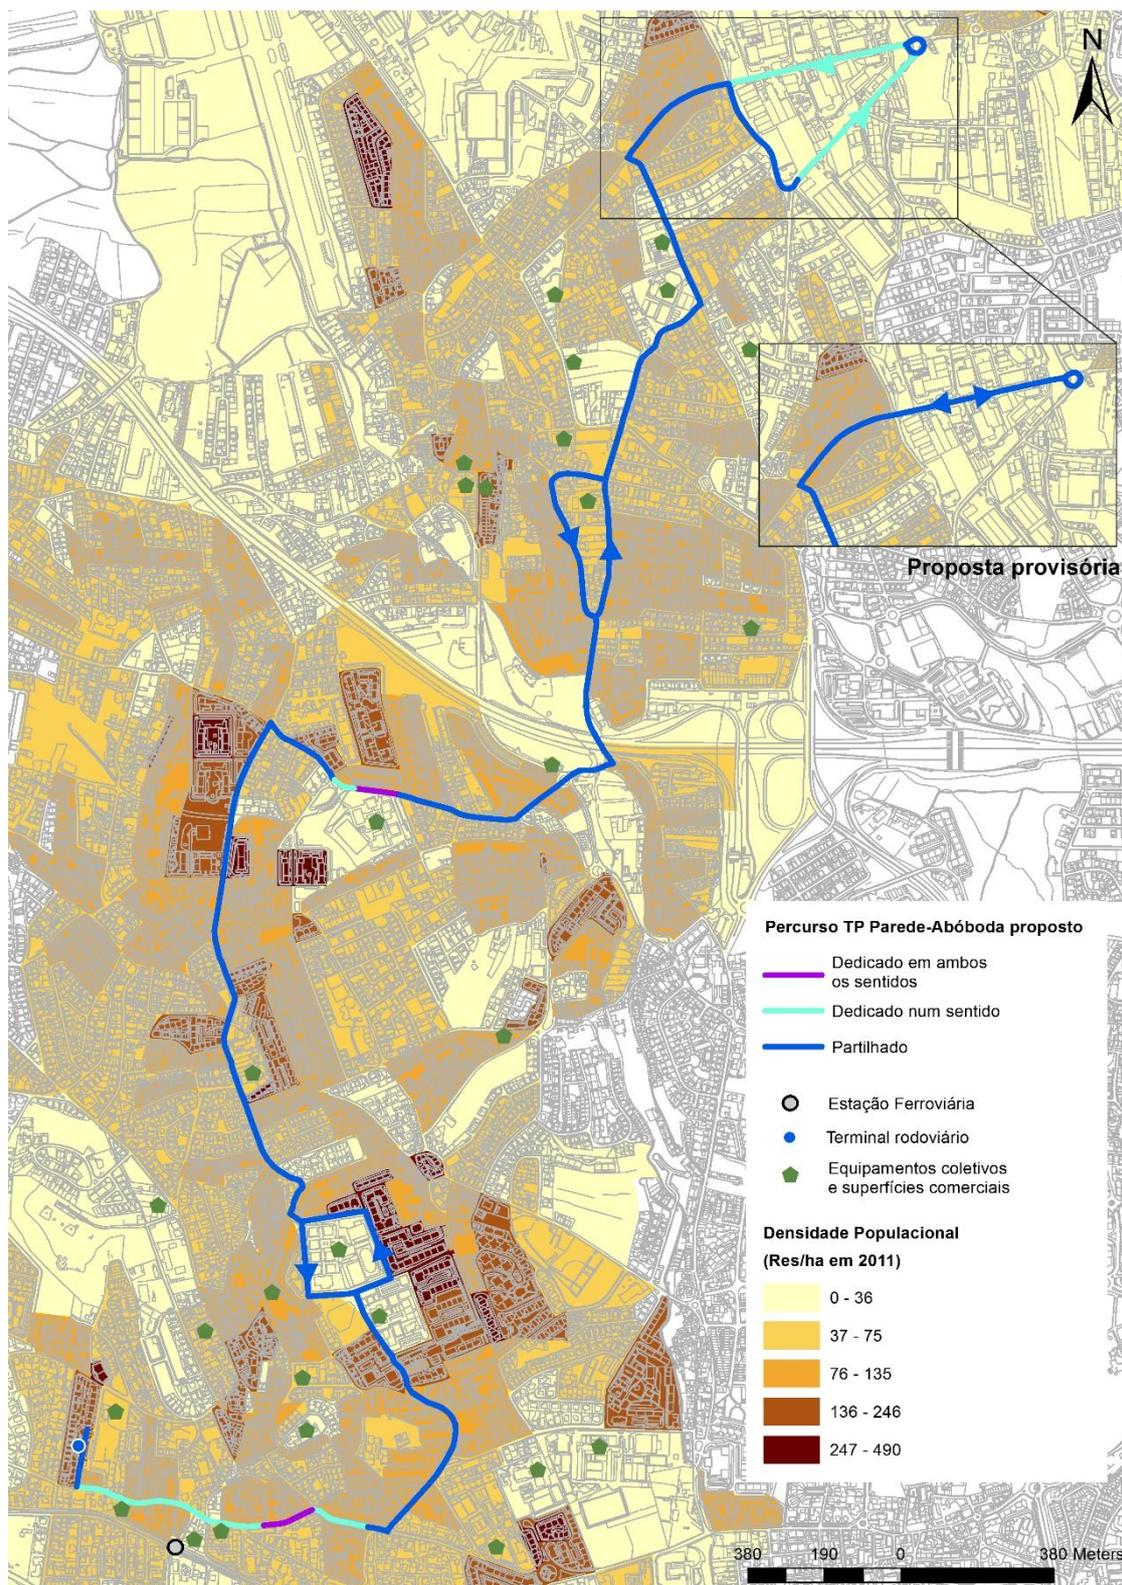 N
Proposta provisória
Percurso TP Parede-Abóboda proposto
Dedicado em ambos
os sentidos
Dedicado num sentido
Partilhado
Estação Ferroviária
Terminal rodoviário
Equipamentos coletivos
e superfícies comerciais
Densidade Populacional
(Res/ha em 2011)
0 - 36
37 - 75
76 - 135
136 - 246
247 - 490
380 190 0 380 Meters